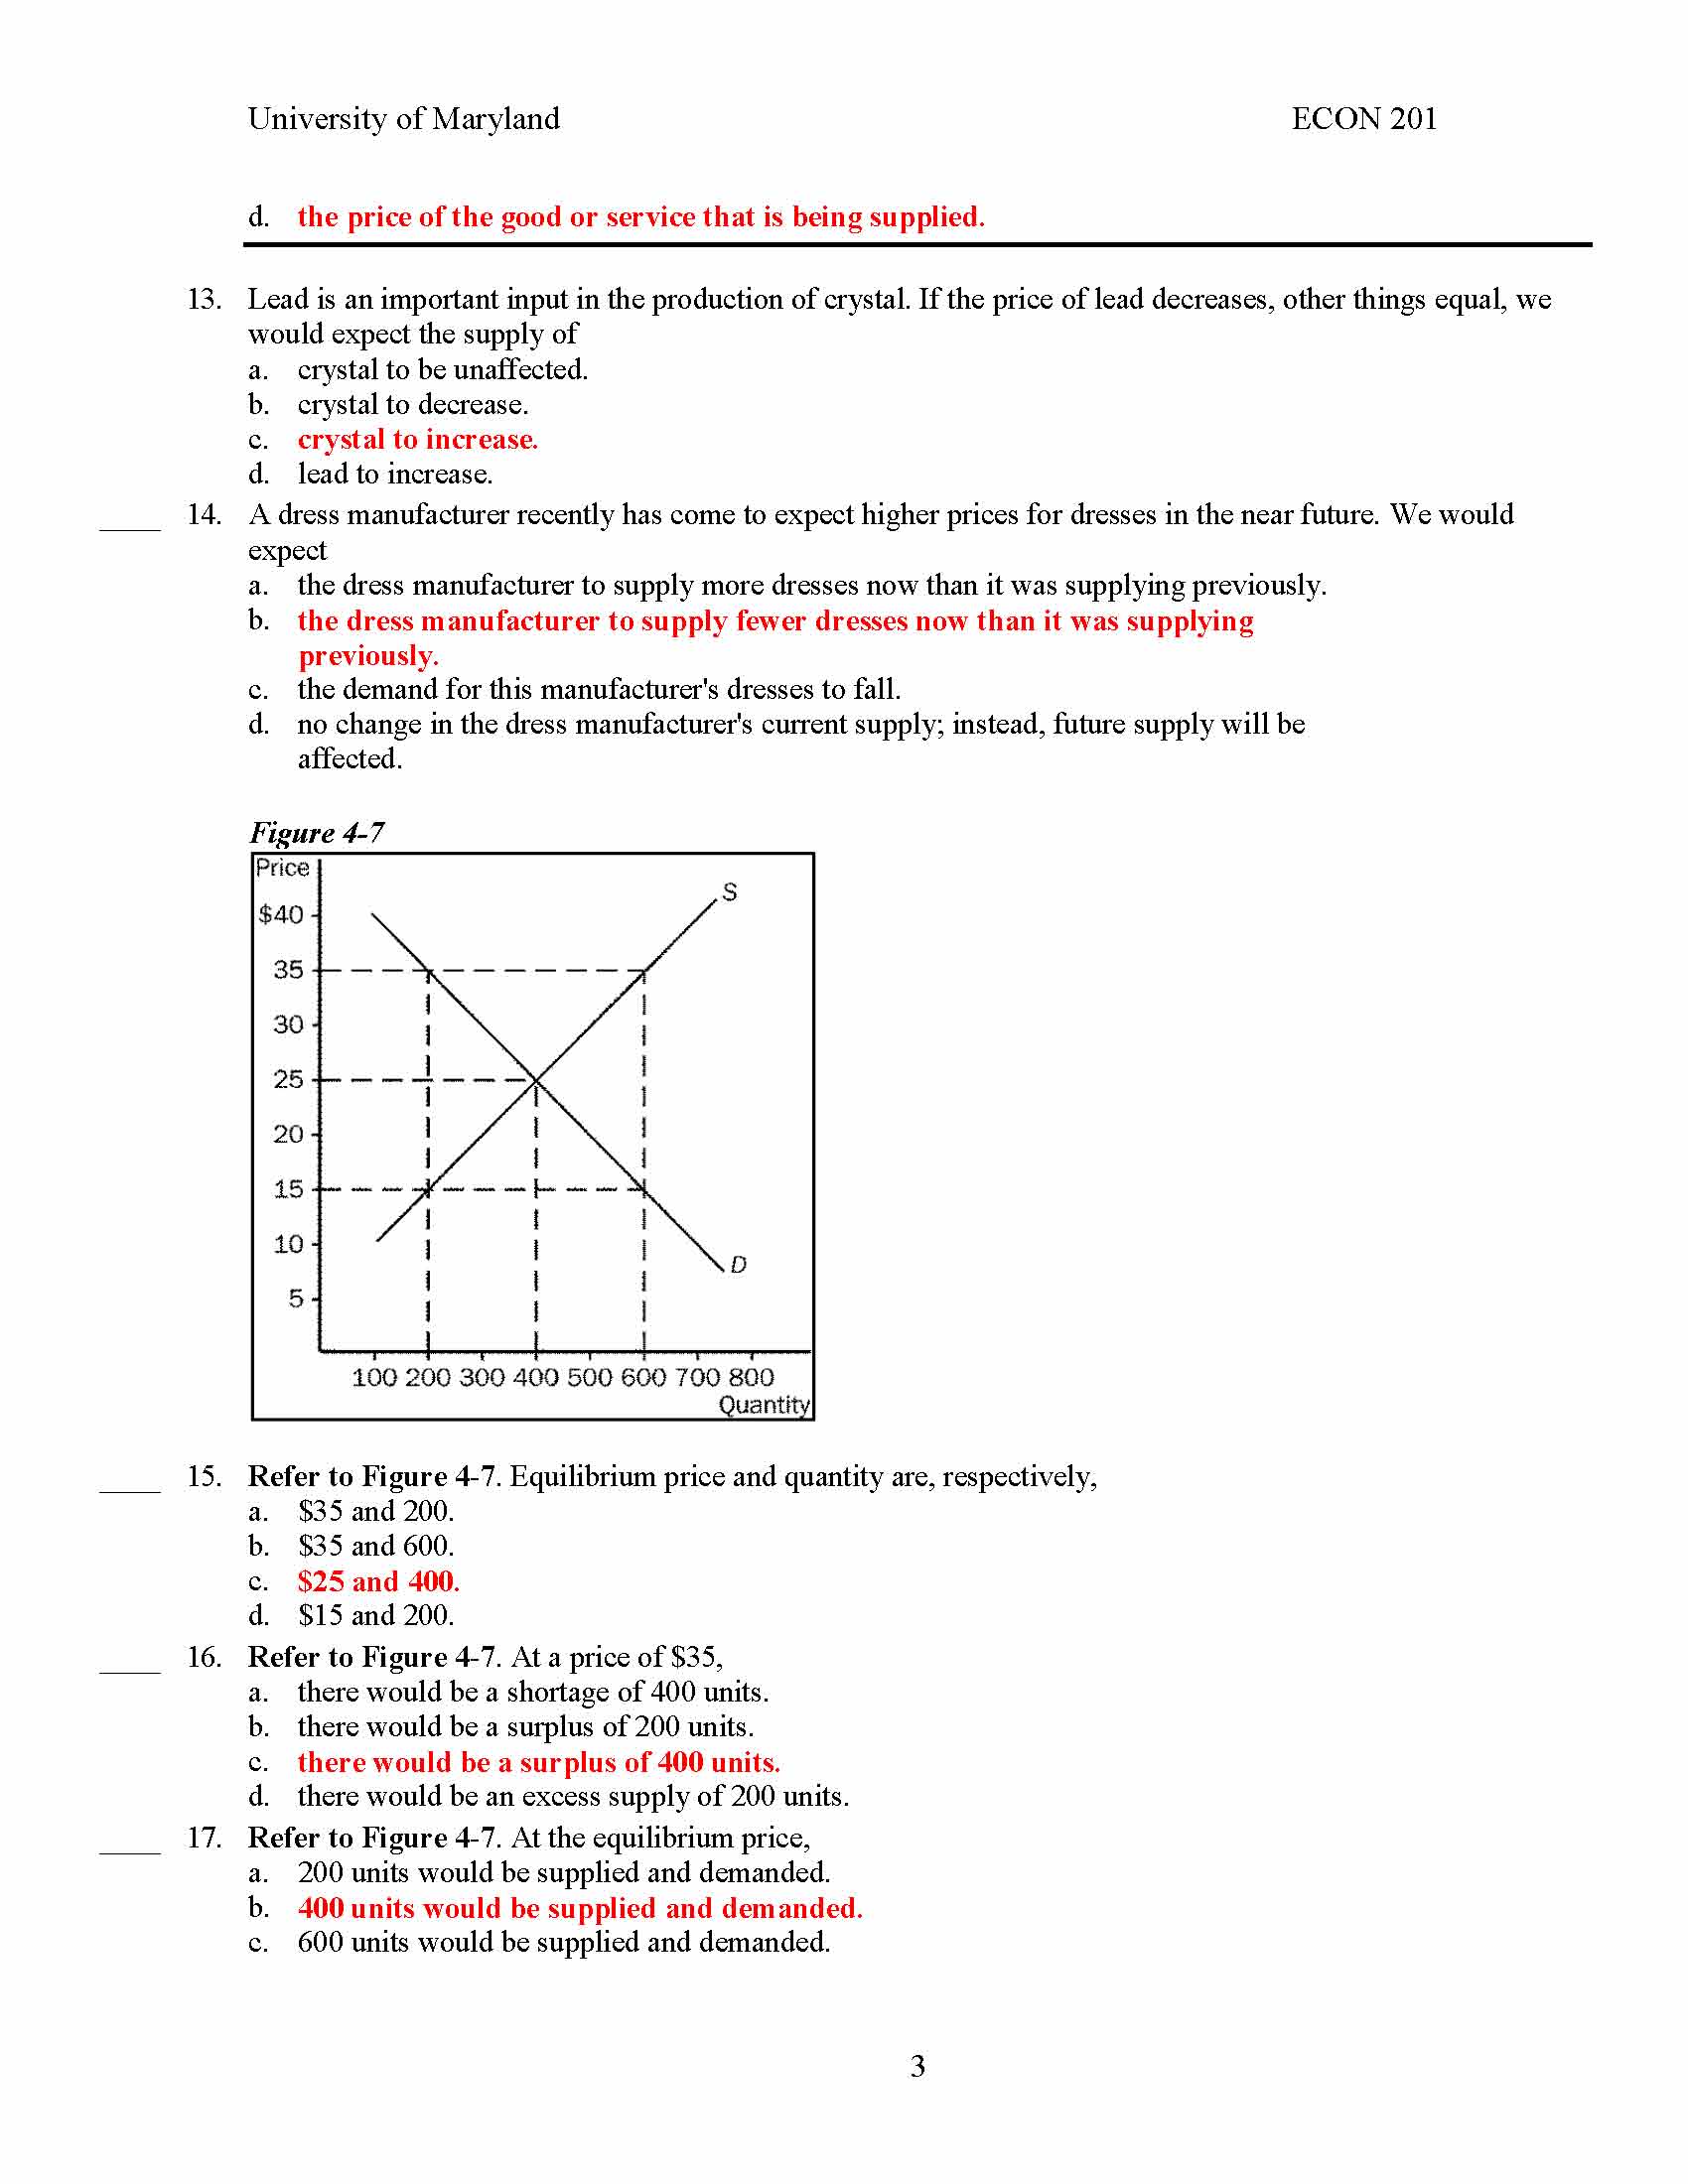 University of Maryland ECON 201
d. the price of the good or service that is being supplied.
13. Lead is an important input in the production of crystal. If the price of lead decreases, other things equal, we
would expect the supply of
a. crystal to be unaffected.
b. crystal to decrease.
c. crystal to increase.
d. lead to increase.
____ 14. A dress manufacturer recently has come to expect higher prices for dresses in the near future. We would
expect
a. the dress manufacturer to supply more dresses now than it was supplying previously.
b. the dress manufacturer to supply fewer dresses now than it was supplying
previously.
c. the demand for this manufacturer's dresses to fall.
d. no change in the dress manufacturer's current supply; instead, future supply will be
affected.
Figure 4-7
Price
S
$40
35
30
25
20
15
10
D
5
100 200 300 400 500 600 700 800
Quantity
____ 15. Refer to Figure 4-7. Equilibrium price and quantity are, respectively,
a. $35 and 200.
b. $35 and 600.
c. $25 and 400.
d. $15 and 200.
____ 16. Refer to Figure 4-7. At a price of $35,
a. there would be a shortage of 400 units.
b. there would be a surplus of 200 units.
c. there would be a surplus of 400 units.
d. there would be an excess supply of 200 units.
____ 17. Refer to Figure 4-7. At the equilibrium price,
a. 200 units would be supplied and demanded.
b. 400 units would be supplied and demanded.
c. 600 units would be supplied and demanded.
3